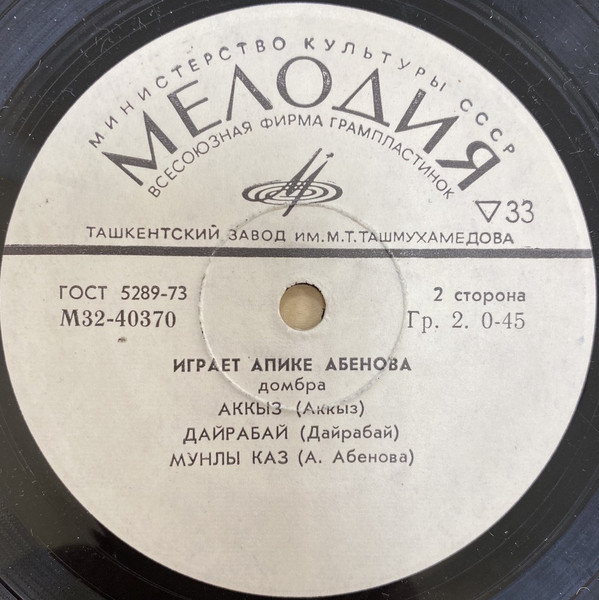 МИНИСТЕРСТВО КУЛЬТУРЫ СССР
МЕЛОДИЯ
ВСЕСОЮЗНАЯ ФИРМА ГРАМПЛАСТИНОК
▽33
ТАШКЕНТСКИЙ ЗАВОД ИМ.М.Т.ТАШМУХАМЕДОВА
ГОСТ 5289-73
М32-40370
2 сторона
Гр. 2. 0-45
ИГРАЕТ АПИКЕ АБЕНОВА
домбра
АККЫЗ (Аккыз)
ДАЙРАБАЙ (Дайрабай)
МУНЛЫ КАЗ (А. Абенова)